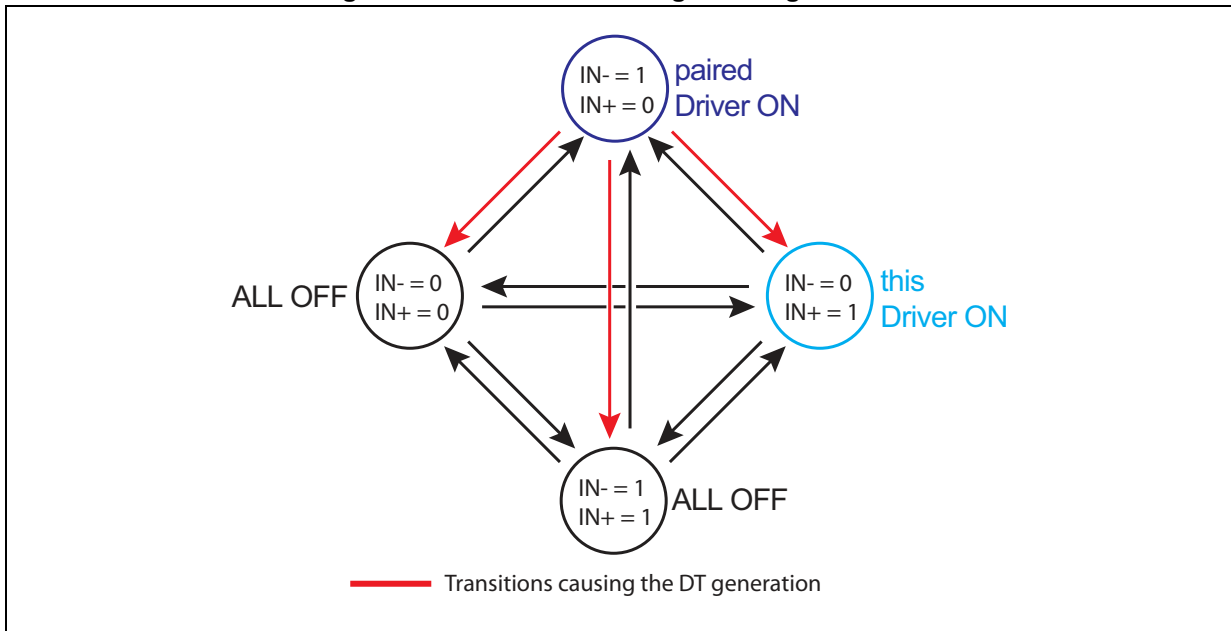 IN- = 1
IN+ = 0
paired
Driver ON
ALL OFF
IN- = 0
IN+ = 0
IN- = 0
IN+ = 1
this
Driver ON
IN- = 1
IN+ = 1
ALL OFF
Transitions causing the DT generation